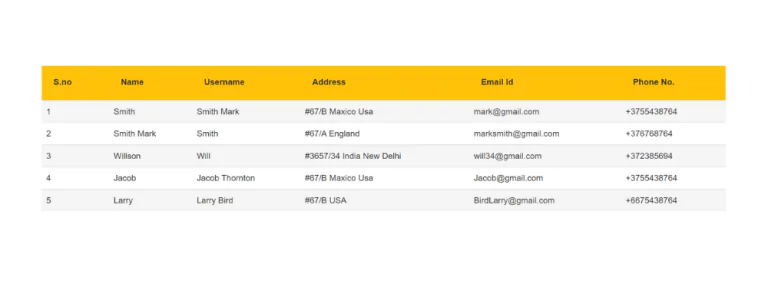 S.no Name Username Address Email Id Phone No.
1 Smith Smith Mark #67/B Maxico Usa mark@gmail.com +3755438764
2 Smith Mark Smith #67/A England marksmith@gmail.com +376768764
3 Willson Will #3657/34 India New Delhi will34@gmail.com +372385694
4 Jacob Jacob Thornton #67/B Maxico Usa Jacob@gmail.com +3755438764
5 Larry Larry Bird #67/B USA BirdLarry@gmail.com +6675438764